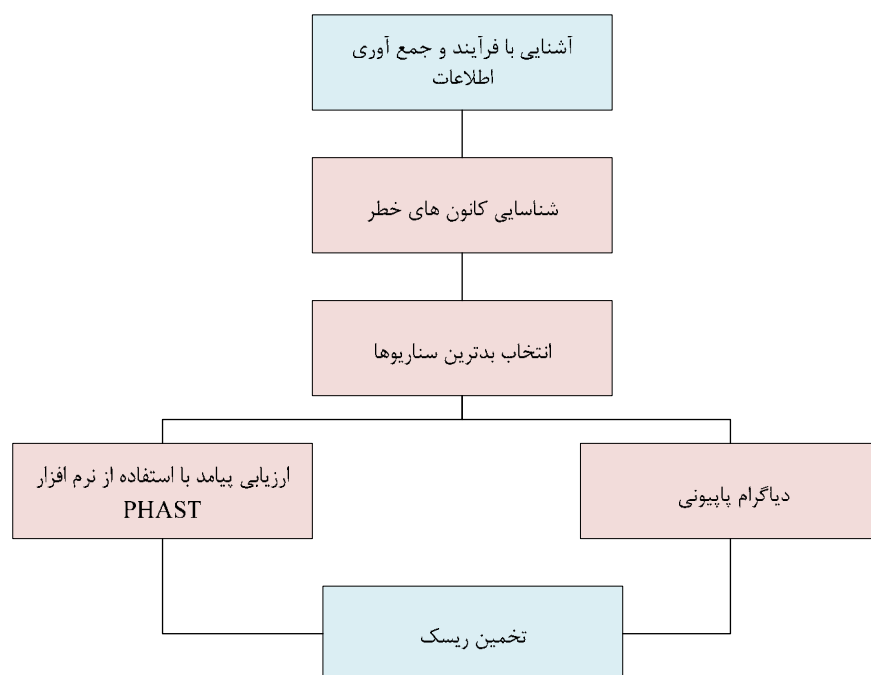 آشنایی با فرآیند و جمع آوری
اطلاعات
شناسایی کانون های خطر
انتخاب بدترین سناریوها
دیاگرام پاپیونی
ارزیابی پیامد با استفاده از نرم افزار
PHAST
تخمین ریسک